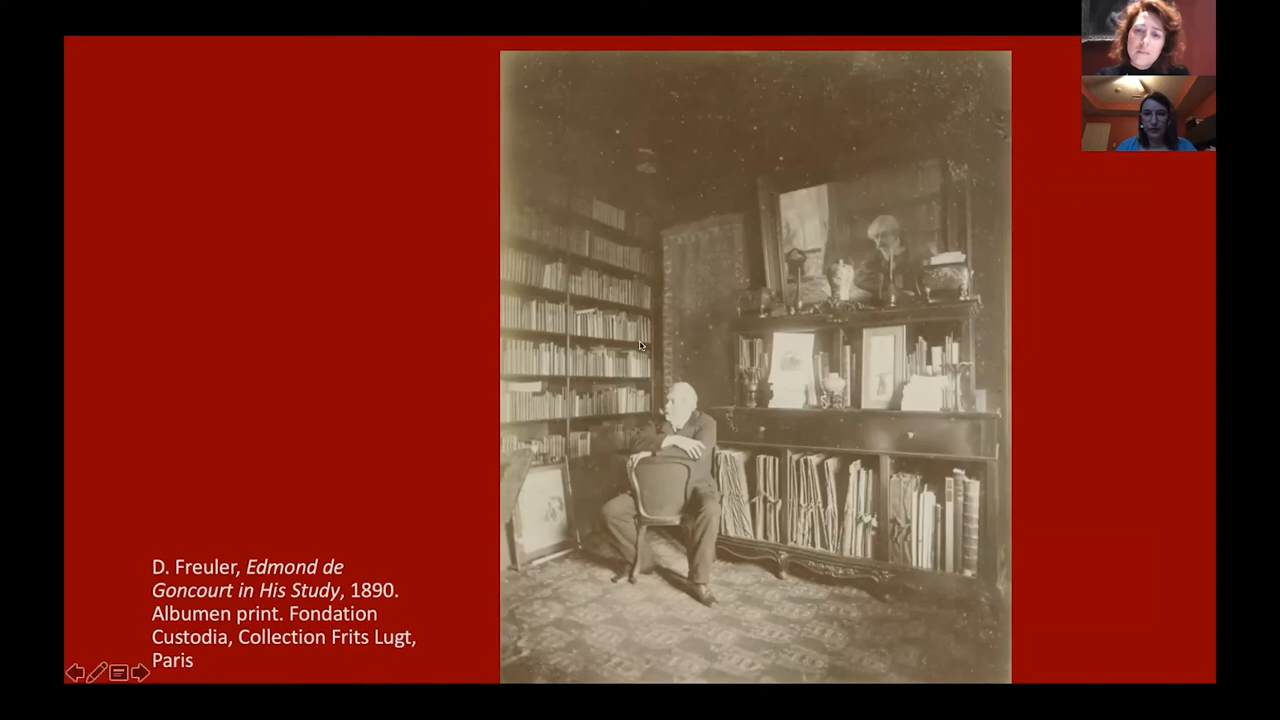 D. Freuler, Edmond de
Goncourt in His Study, 1890.
Albumen print. Fondation
Custodia, Collection Frits Lugt,
Paris